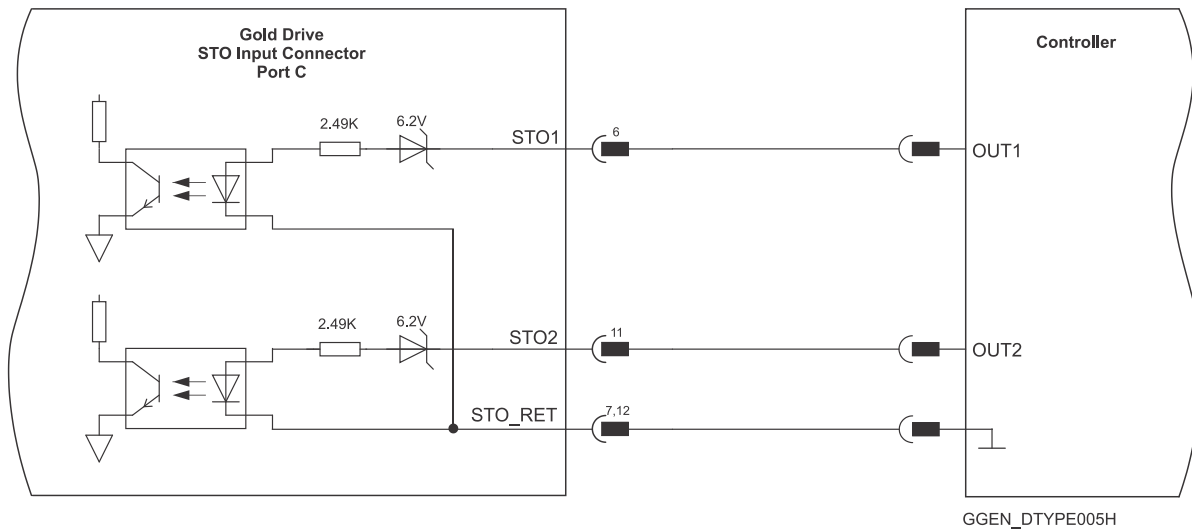 Gold Drive
STO Input Connector
Port C
Controller
2.49K
6.2V
STO1
6
OUT1
2.49K
6.2V
STO2
11
OUT2
STO_RET
7,12
GGEN_DTYPE005H